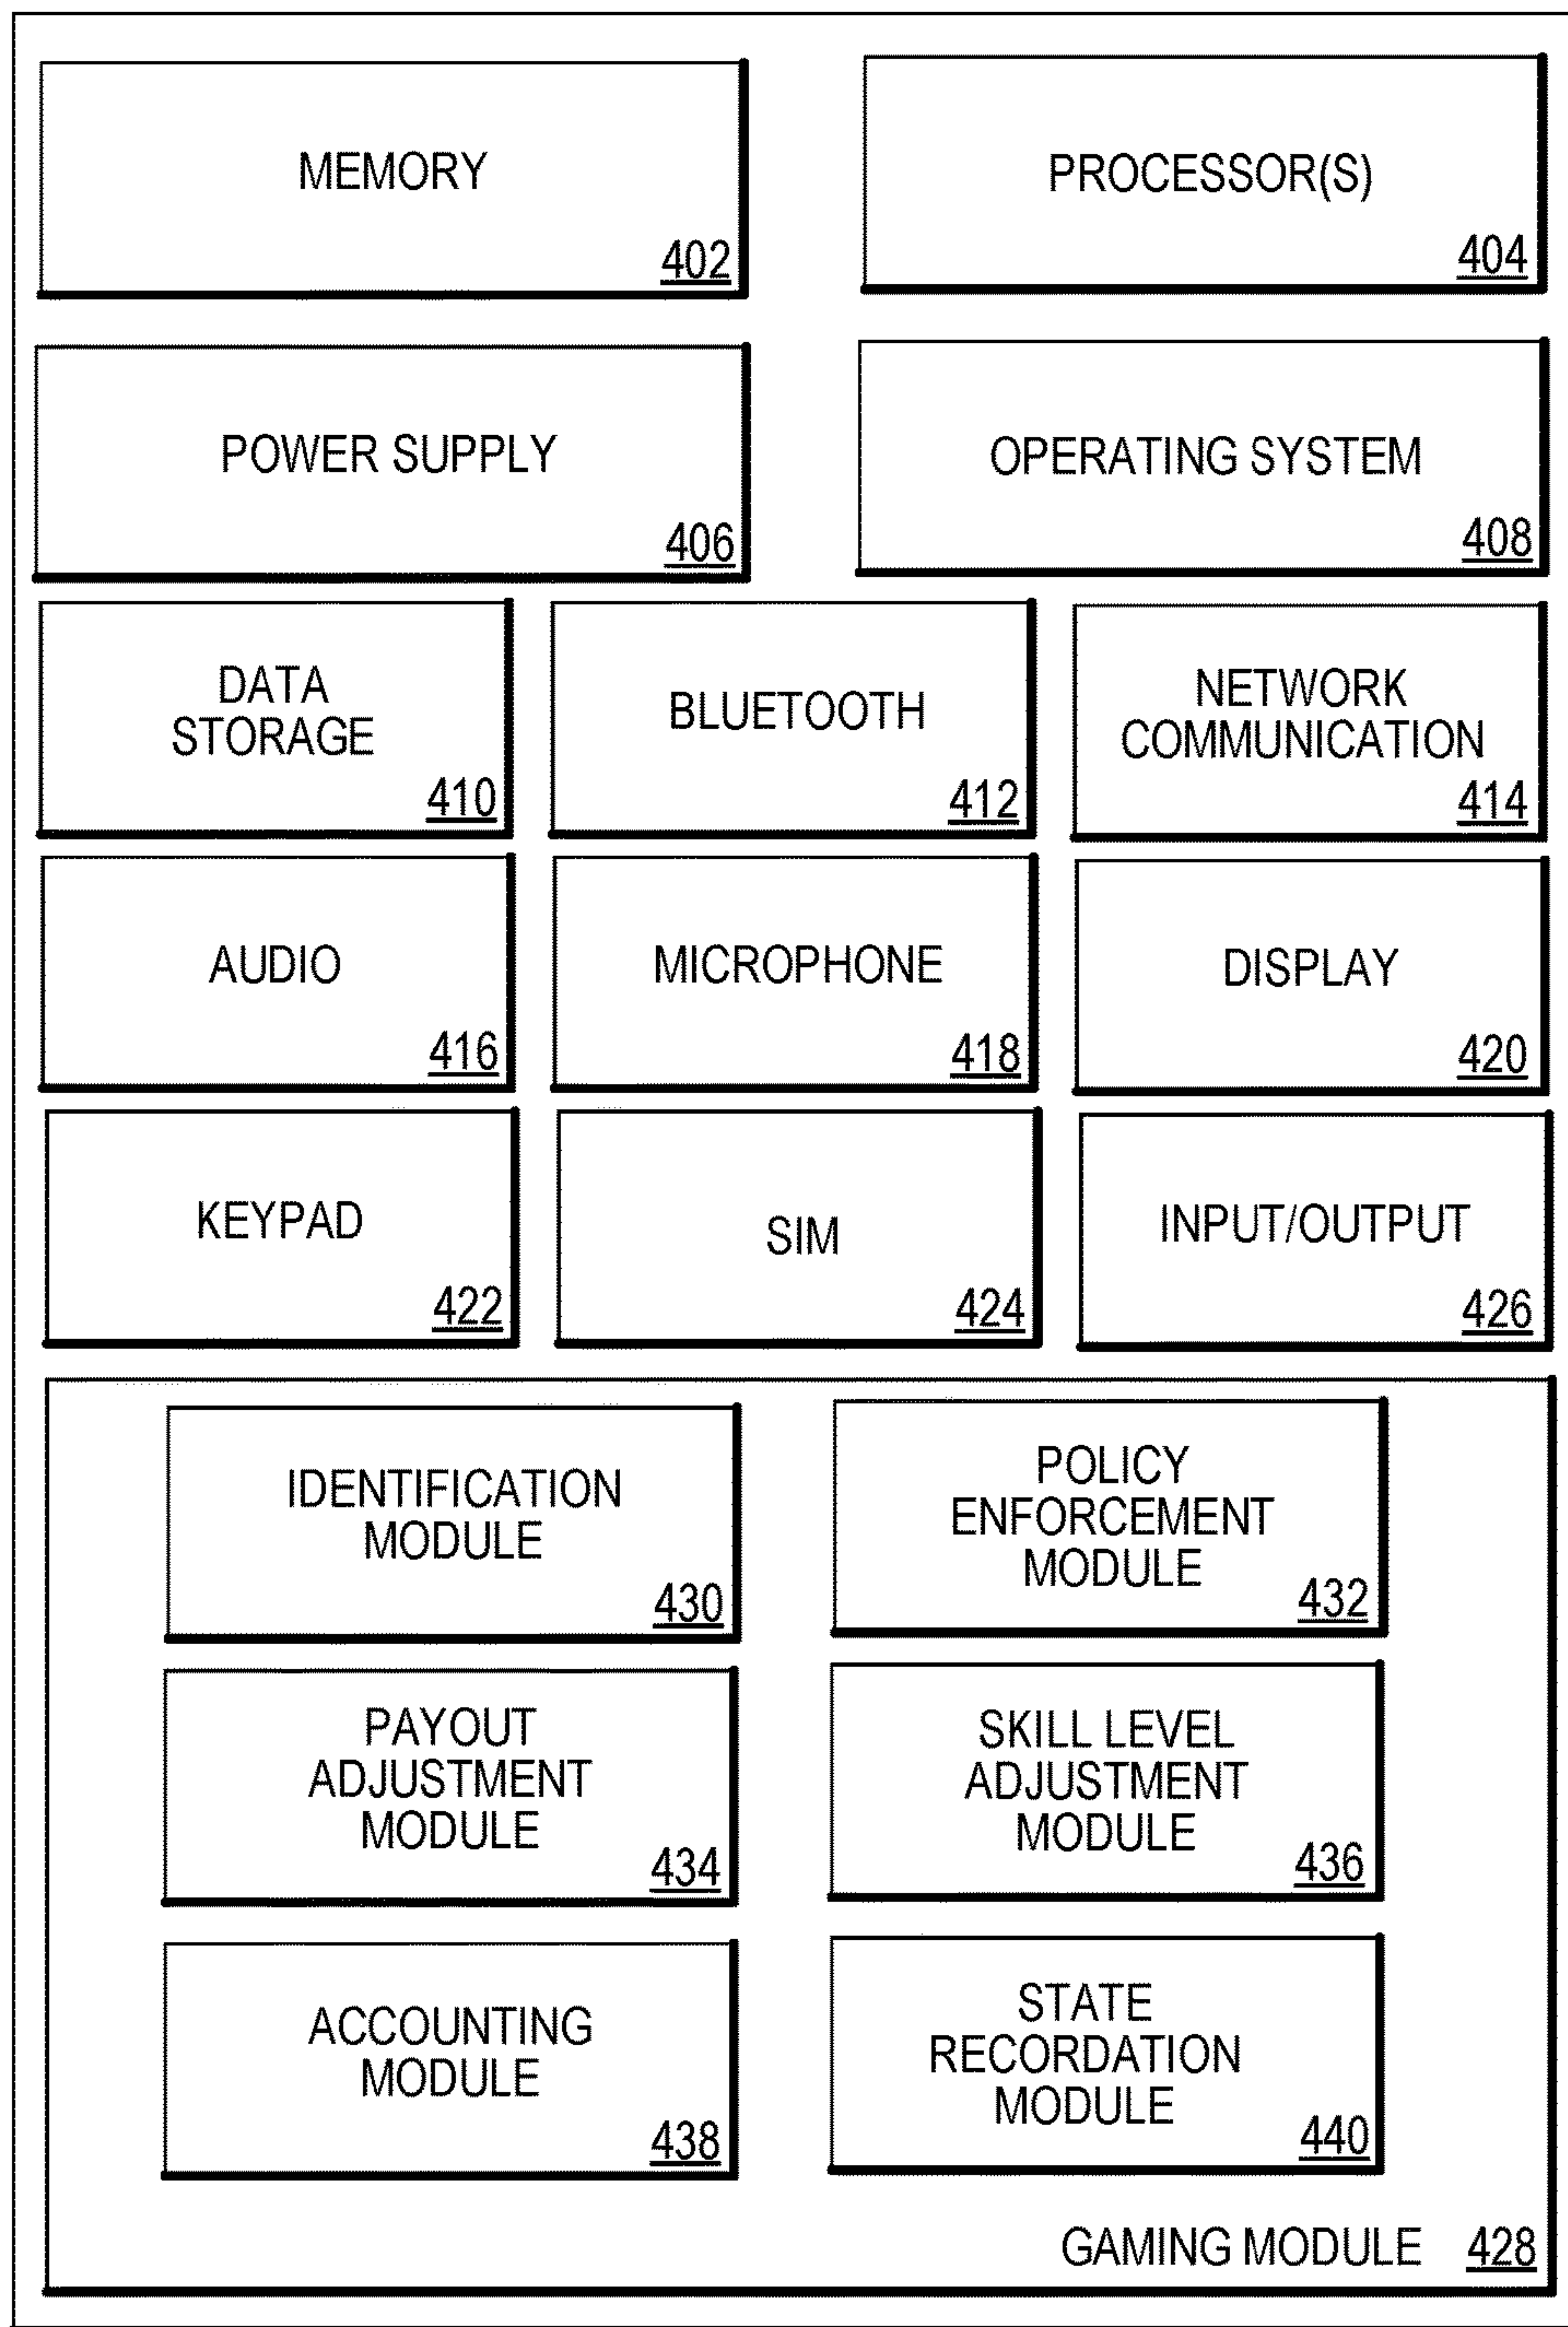 MEMORY
402
PROCESSOR(S)
404
POWER SUPPLY
406
OPERATING SYSTEM
408
DATA
STORAGE
410
BLUETOOTH
412
NETWORK
COMMUNICATION
414
AUDIO
416
MICROPHONE
418
DISPLAY
420
KEYPAD
422
SIM
424
INPUT/OUTPUT
426
IDENTIFICATION
MODULE
430
POLICY
ENFORCEMENT
MODULE
432
PAYOUT
ADJUSTMENT
MODULE
434
SKILL LEVEL
ADJUSTMENT
MODULE
436
ACCOUNTING
MODULE
438
STATE
RECORDATION
MODULE
440
GAMING MODULE 428